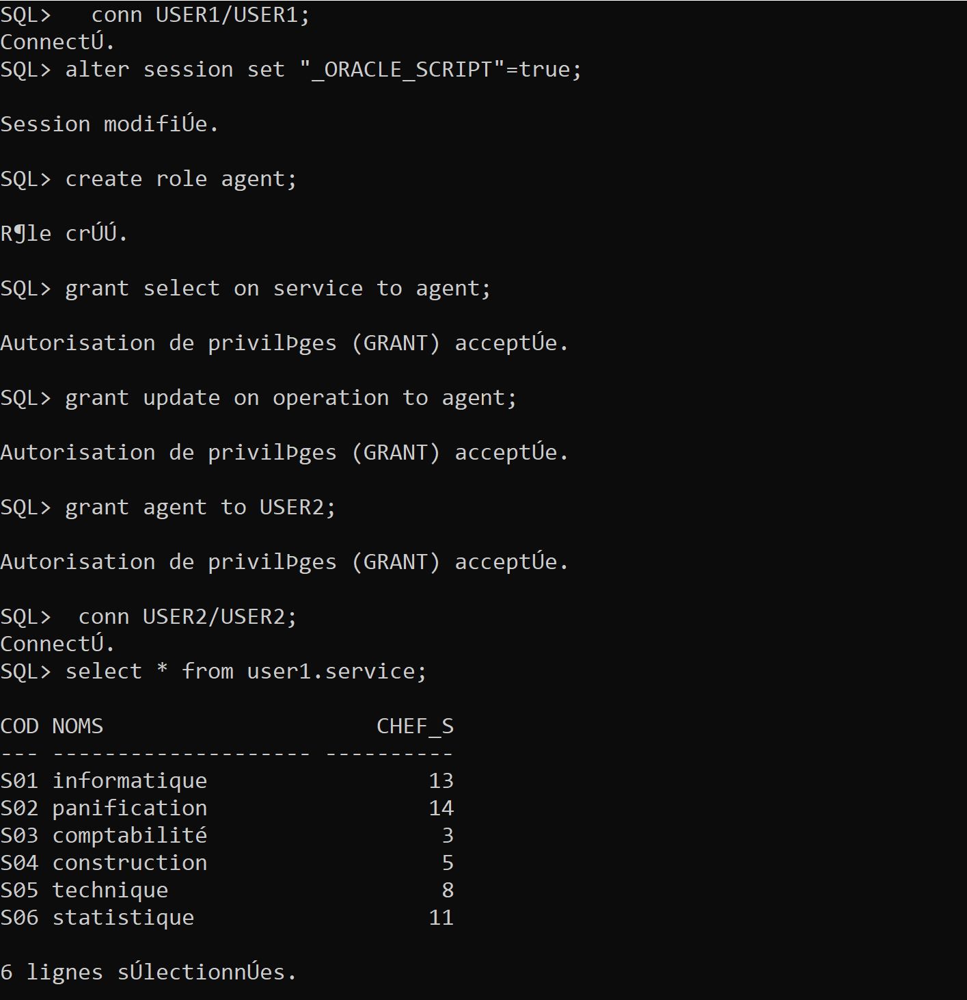 SQL>   conn USER1/USER1;
ConnectÚ.
SQL> alter session set "_ORACLE_SCRIPT"=true;
Session modifiÚe.
SQL> create role agent;
R¶le crÚÚ.
SQL> grant select on service to agent;
Autorisation de privilÞges (GRANT) acceptÚe.
SQL> grant update on operation to agent;
Autorisation de privilÞges (GRANT) acceptÚe.
SQL> grant agent to USER2;
Autorisation de privilÞges (GRANT) acceptÚe.
SQL>  conn USER2/USER2;
ConnectÚ.
SQL> select * from user1.service;
COD NOMS                     CHEF_S
--- -------------------- ----------
S01 informatique                 13
S02 panification                 14
S03 comptabilité                  3
S04 construction                  5
S05 technique                     8
S06 statistique                  11
6 lignes sÚlectionnÚes.